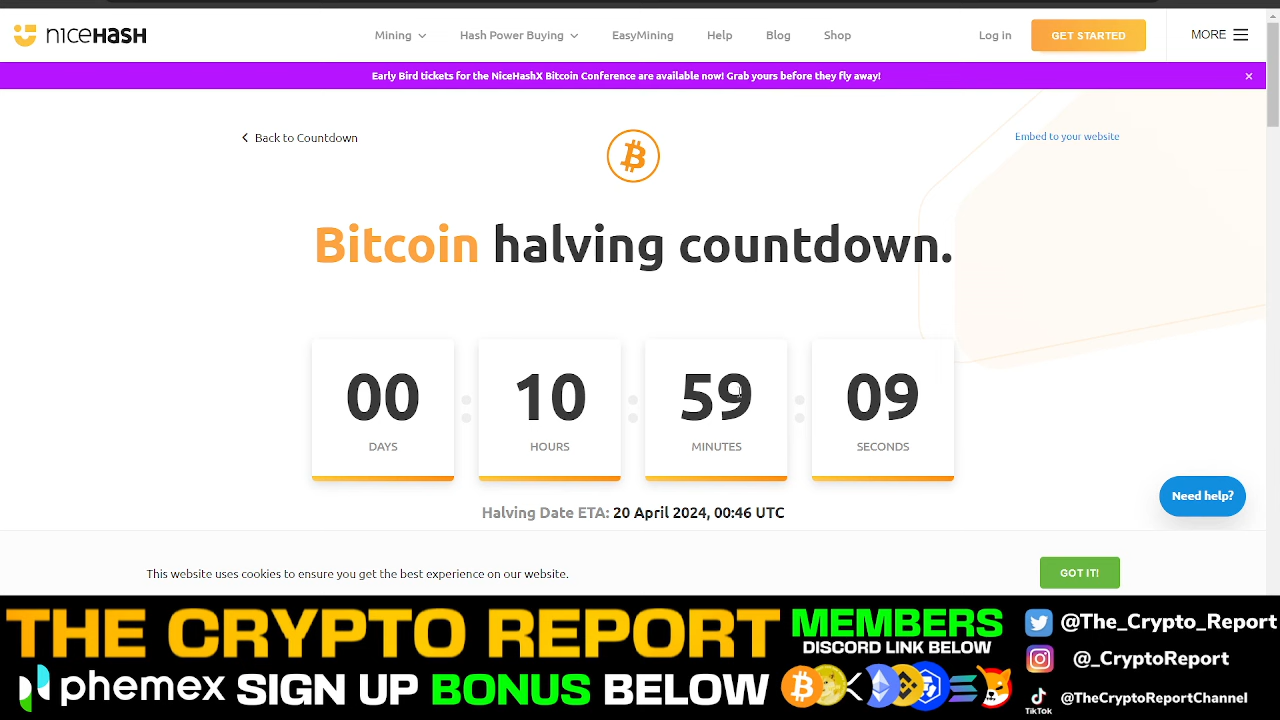 niceHASH
Mining
Hash Power Buying
EasyMining
Help
Blog
Shop
Log in
GET STARTED
MORE
Early Bird tickets for the NiceHashX Bitcoin Conference are available now! Grab yours before they fly away!
Back to Countdown
Embed to your website
Bitcoin halving countdown.
00
10
59
09
DAYS
HOURS
MINUTES
SECONDS
Halving Date ETA: 20 April 2024, 00:46 UTC
Need help?
This website uses cookies to ensure you get the best experience on our website.
GOT IT!
THE CRYPTO REPORT
MEMBERS
DISCORD LINK BELOW
phemex SIGN UP BONUS BELOW
@The_Crypto_Report
@_CryptoReport
TikTok
@TheCryptoReportChannel